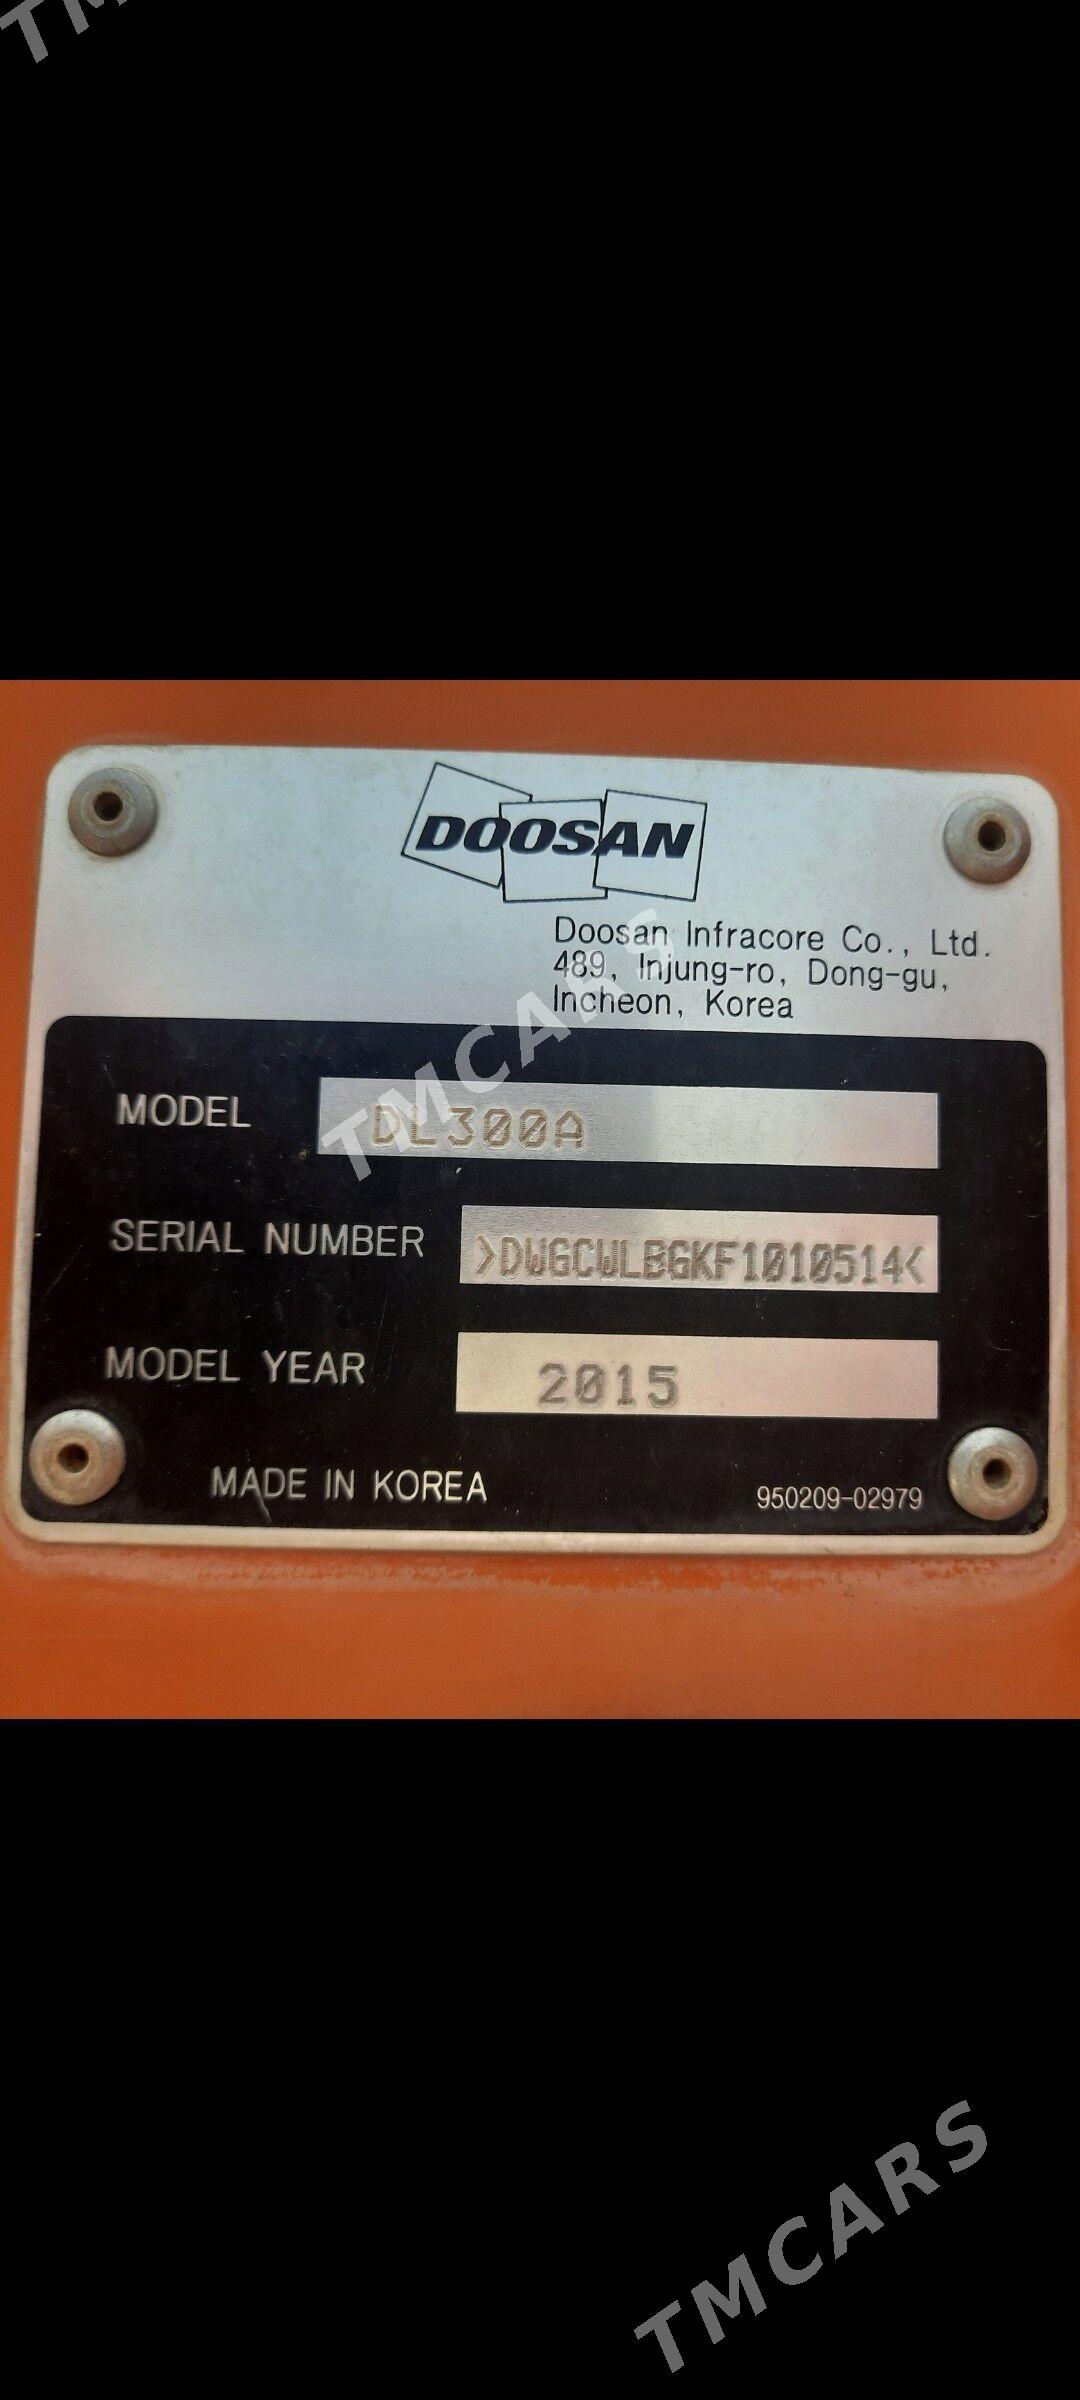 TM
DOOSAN
Doosan Infracore Co., Ltd.
489, Injung-ro, Dong-gu,
Incheon, Korea
TMCARS
MODEL DL300A
SERIAL NUMBER >DWGCWLBGKF1010514<
MODEL YEAR 2015
MADE IN KOREA 950209-02979
TMCARS